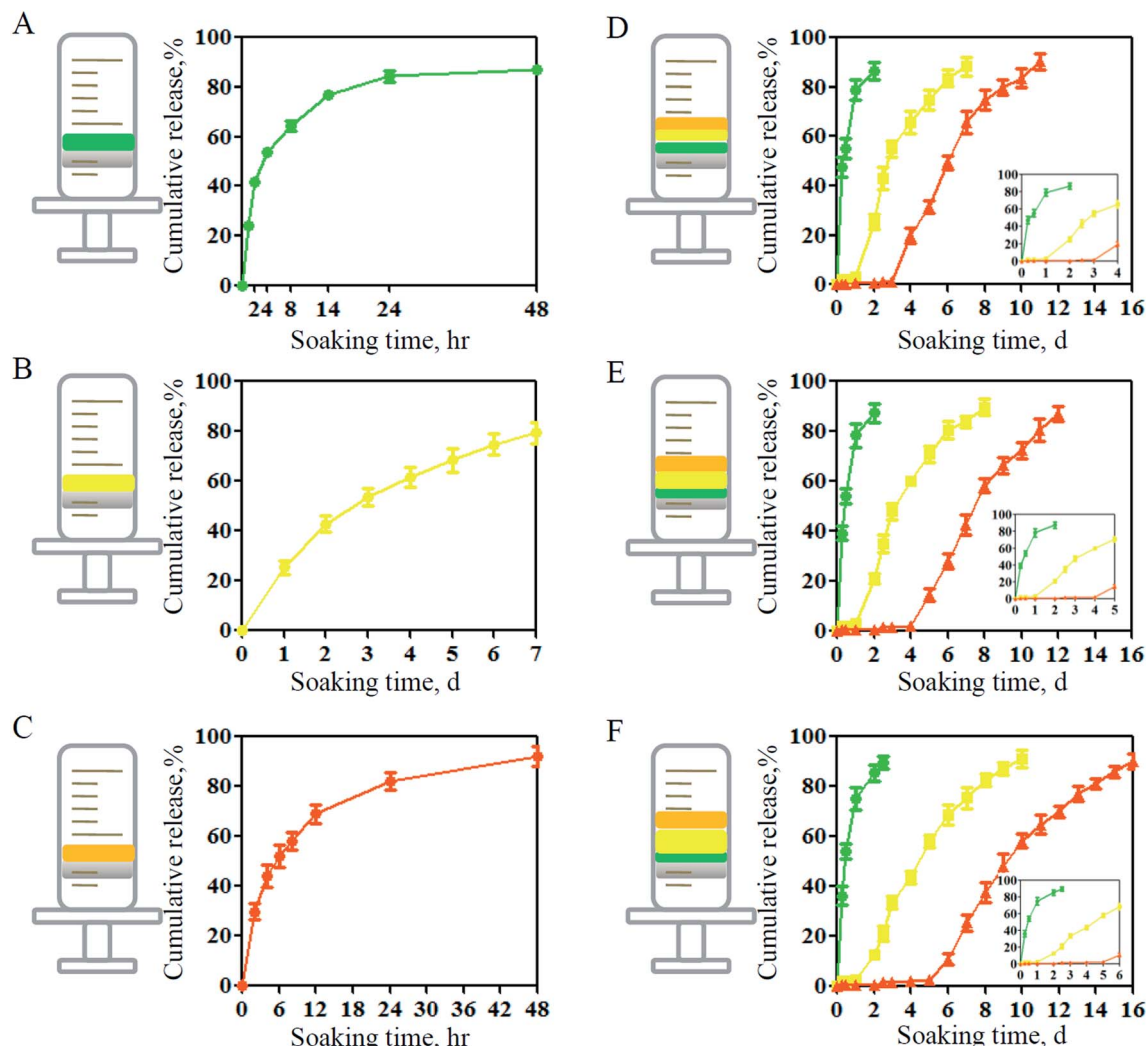 A
Cumulative release,%
100
80
60
40
20
0
2 4 8 14 24 48
Soaking time, hr
B
Cumulative release,%
100
80
60
40
20
0
0 1 2 3 4 5 6 7
Soaking time, d
C
Cumulative release,%
100
80
60
40
20
0
0 6 12 18 24 30 36 42 48
Soaking time, hr
D
Cumulative release,%
100
80
60
40
20
0
0 2 4 6 8 10 12 14 16
Soaking time, d
100
80
60
40
20
0
0 1 2 3 4
E
Cumulative release,%
100
80
60
40
20
0
0 2 4 6 8 10 12 14 16
Soaking time, d
100
80
60
40
20
0
0 1 2 3 4 5
F
Cumulative release,%
100
80
60
40
20
0
0 2 4 6 8 10 12 14 16
Soaking time, d
100
80
60
40
20
0
0 1 2 3 4 5 6